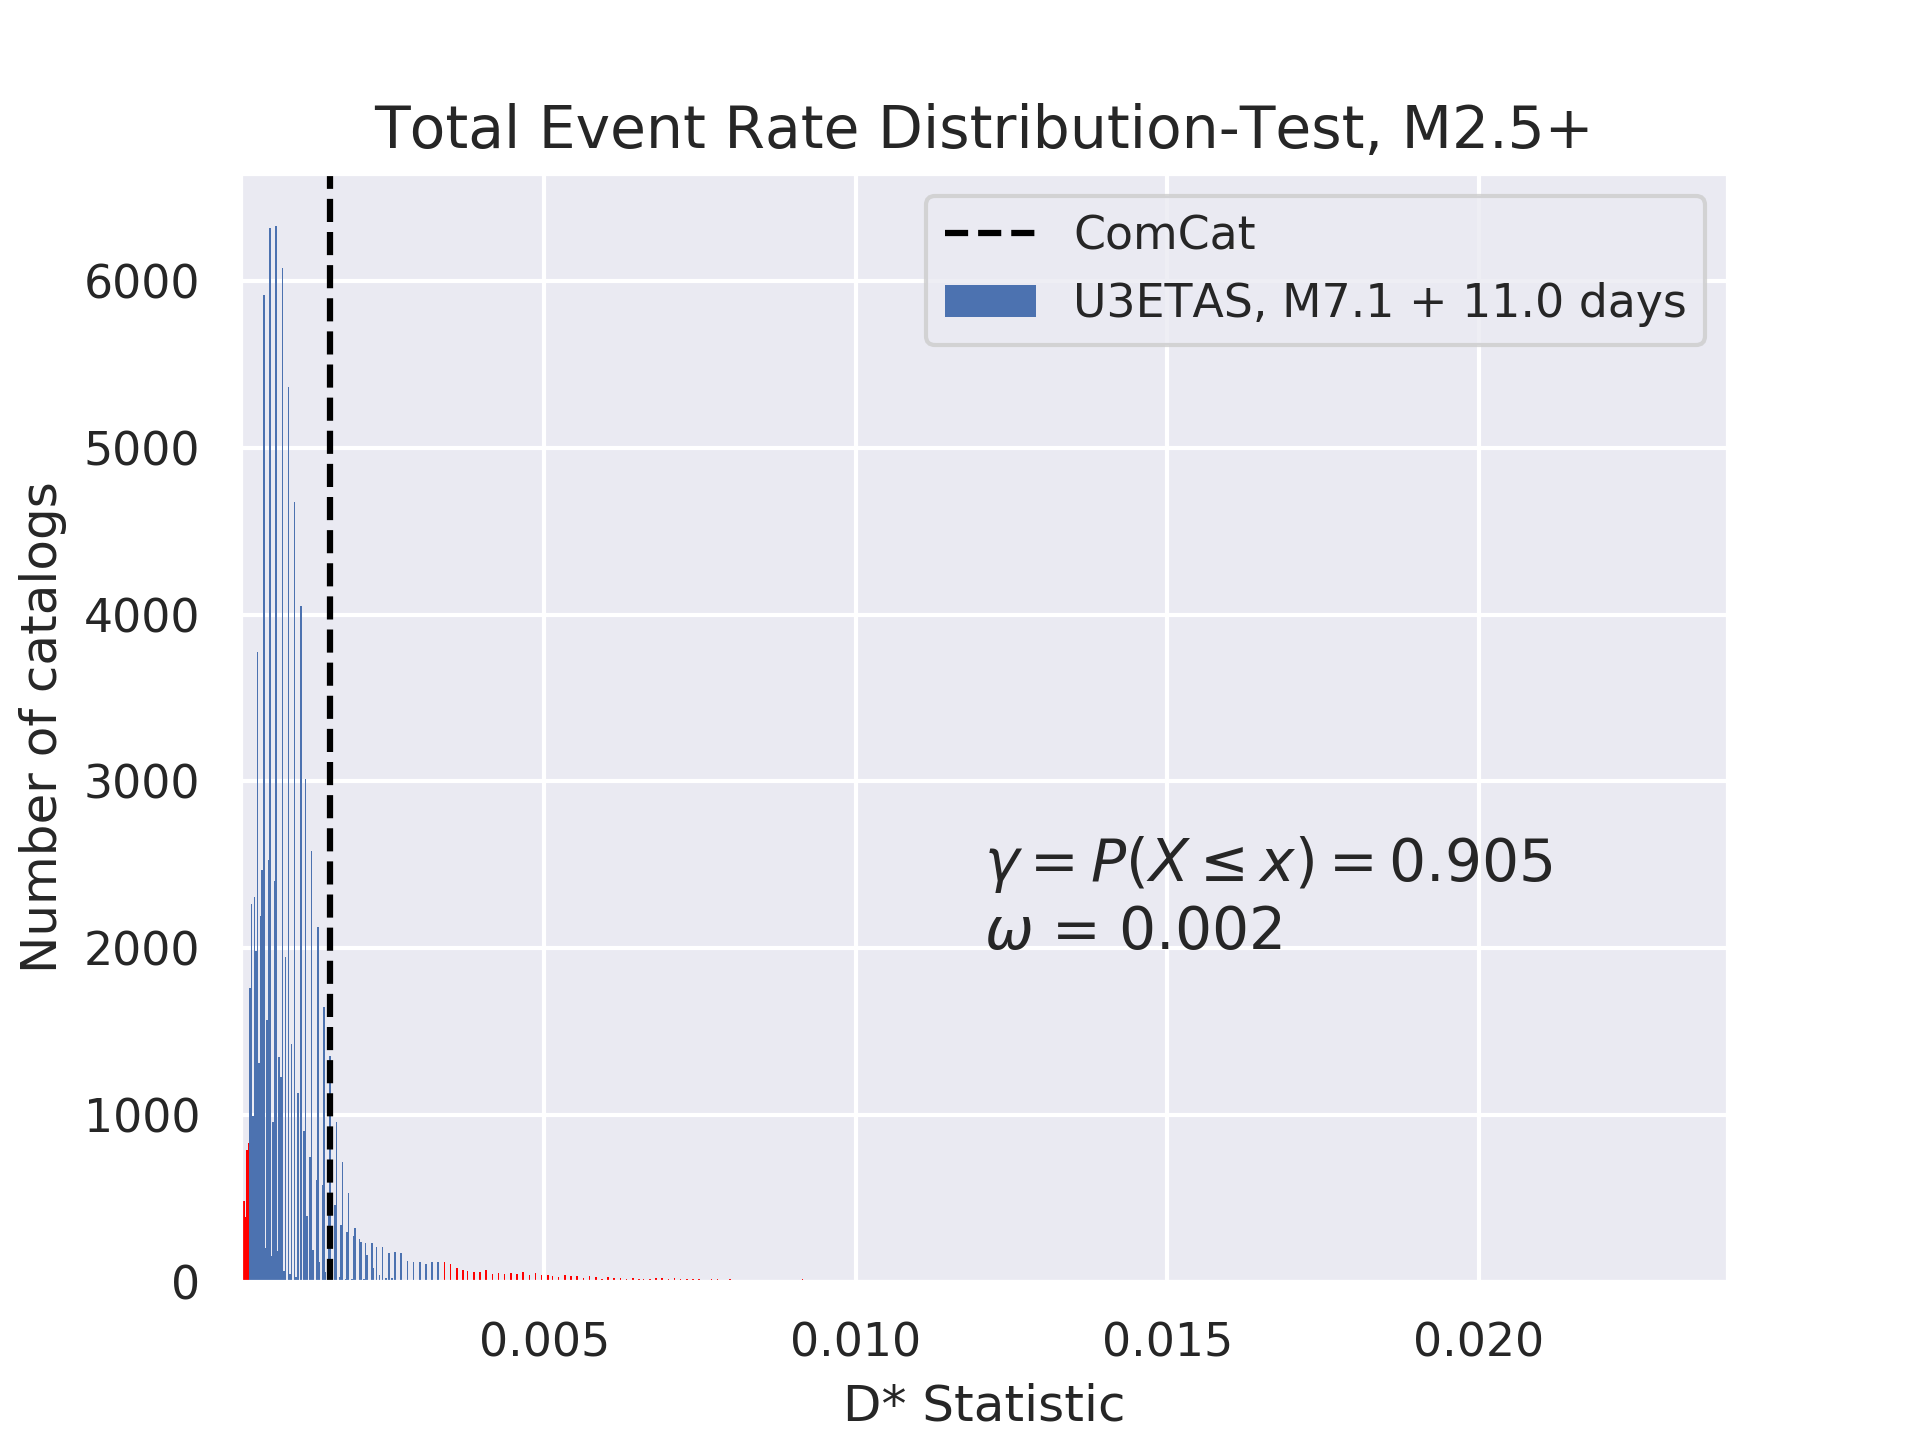 Total Event Rate Distribution-Test, M2.5+
ComCat
U3ETAS, M7.1 + 11.0 days
6000
5000
4000
3000
2000
1000
0
Number of catalogs
γ = P(X ≤ x) = 0.905
ω = 0.002
0.005 0.010 0.015 0.020
D* Statistic